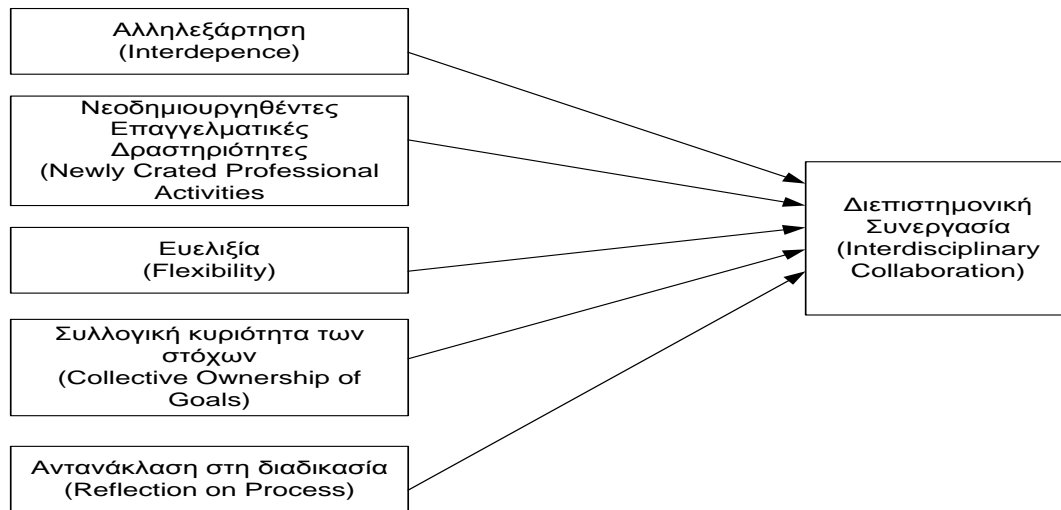 Αλληλεξάρτηση
(Interdepence)
Νεοδημιουργηθέντες
Επαγγελματικές
Δραστηριότητες
(Newly Crated Professional
Activities
Ευελιξία
(Flexibility)
Συλλογική κυριότητα των
στόχων
(Collective Ownership of
Goals)
Αντανάκλαση στη διαδικασία
(Reflection on Process)
Διεπιστημονική
Συνεργασία
(Interdisciplinary
Collaboration)